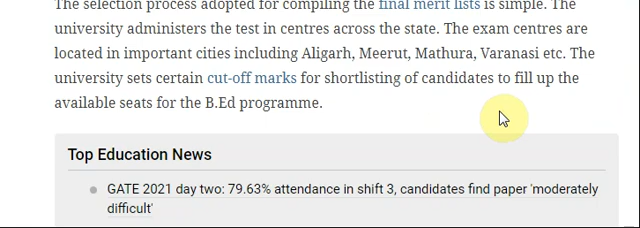 The selection process adopted for compiling the final merit lists is simple. The
university administers the test in centres across the state. The exam centres are
located in important cities including Aligarh, Meerut, Mathura, Varanasi etc. The
university sets certain cut-off marks for shortlisting of candidates to fill up the
available seats for the B.Ed programme.
Top Education News
GATE 2021 day two: 79.63% attendance in shift 3, candidates find paper 'moderately
difficult'